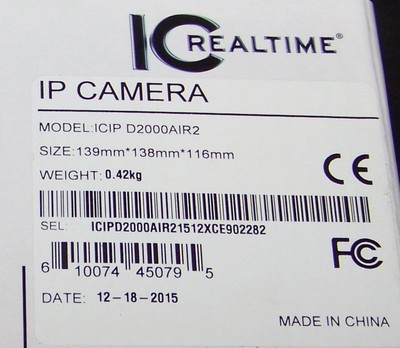 IC REALTIME®
IP CAMERA
MODEL:ICIP D2000AIR2
SIZE:139mm*138mm*116mm
WEIGHT:0.42kg
CE
SEL: ICIPD2000AIR21512XCE902282
FC
6 10074 45079 5
DATE: 12-18-2015
MADE IN CHINA